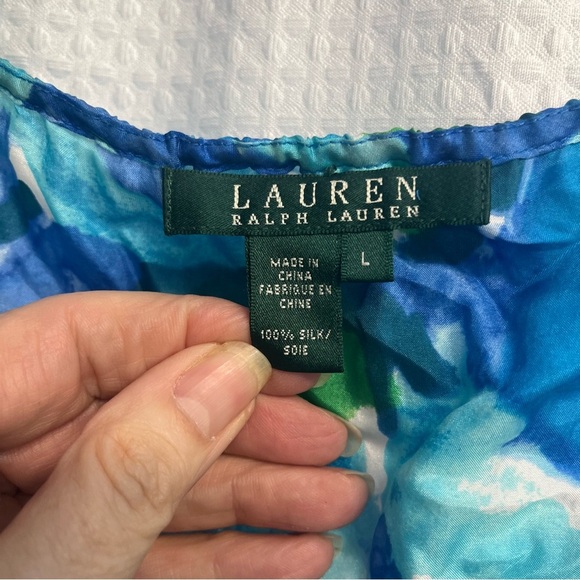 LAUREN
RALPH LAUREN
L
MADE IN
CHINA
FABRIQUE EN
CHINE
100% SILK/
SOIE